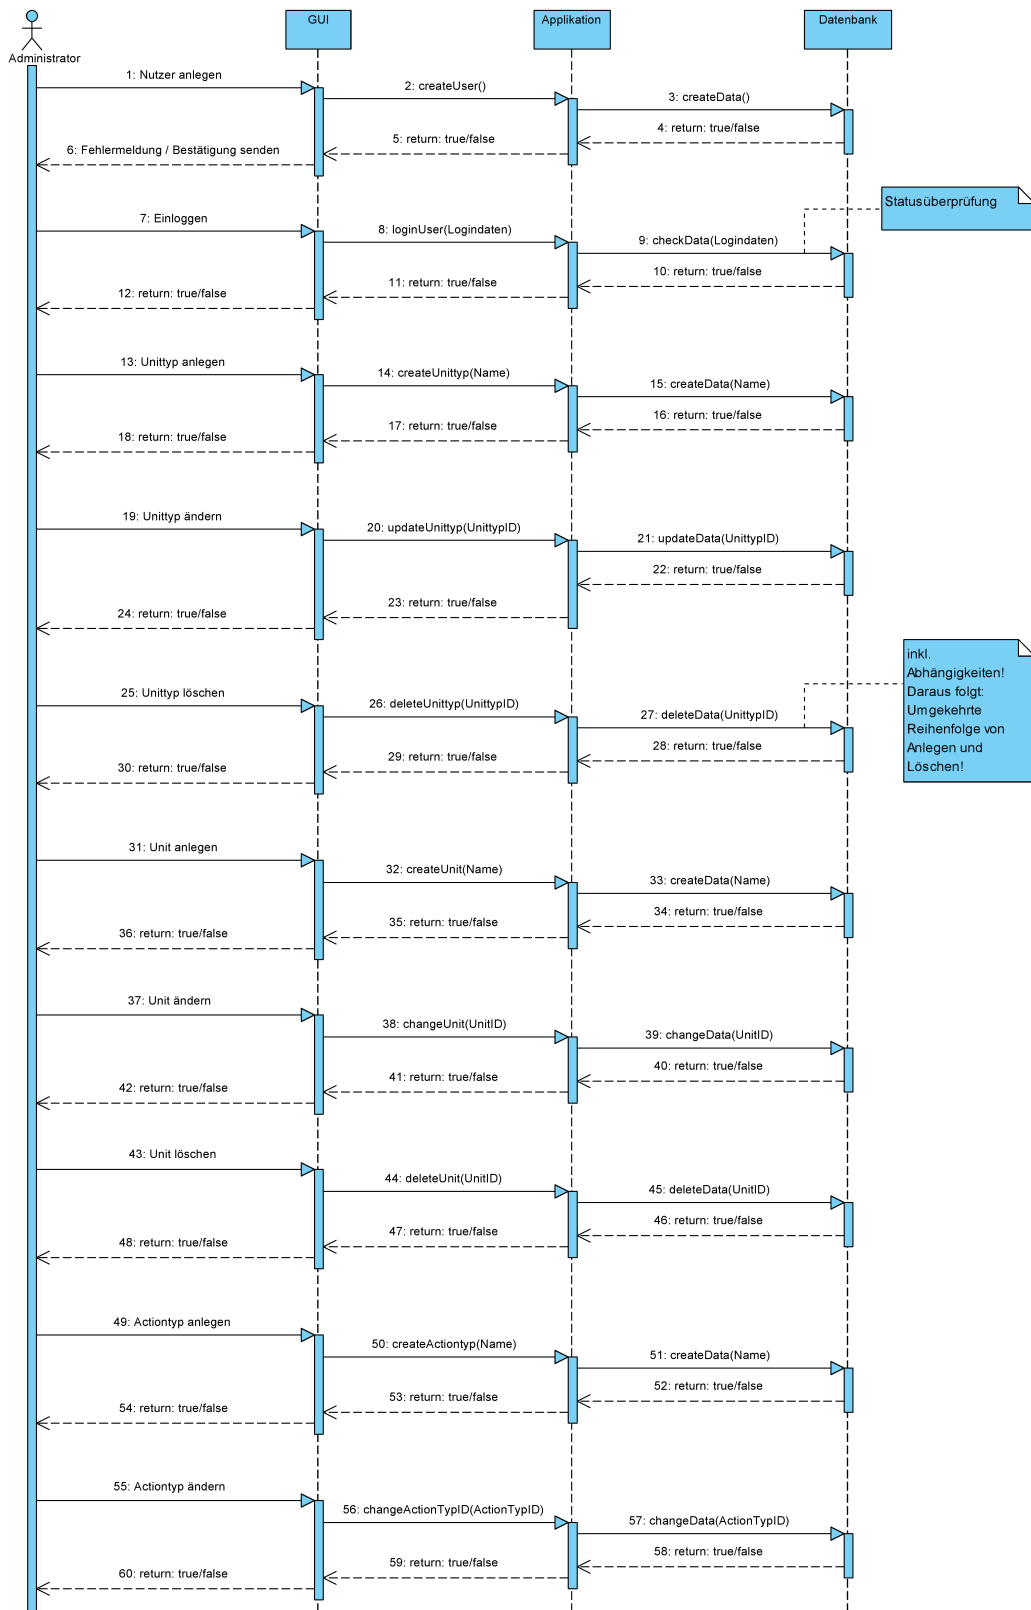 GUI
Applikation
Datenbank
Administrator
1: Nutzer anlegen
2: createUser()
3: createData()
4: return: true/false
5: return: true/false
6: Fehlermeldung / Bestätigung senden
Statusüberprüfung
7: Einloggen
8: loginUser(Logindaten)
9: checkData(Logindaten)
10: return: true/false
11: return: true/false
12: return: true/false
13: Unittyp anlegen
14: createUnittyp(Name)
15: createData(Name)
16: return: true/false
17: return: true/false
18: return: true/false
19: Unittyp ändern
20: updateUnittyp(UnittypID)
21: updateData(UnittypID)
22: return: true/false
23: return: true/false
24: return: true/false
inkl.
Abhängigkeiten!
Daraus folgt:
Umgekehrte
Reihenfolge von
Anlegen und
Löschen!
25: Unittyp löschen
26: deleteUnittyp(UnittypID)
27: deleteData(UnittypID)
28: return: true/false
29: return: true/false
30: return: true/false
31: Unit anlegen
32: createUnit(Name)
33: createData(Name)
34: return: true/false
35: return: true/false
36: return: true/false
37: Unit ändern
38: changeUnit(UnitID)
39: changeData(UnitID)
40: return: true/false
41: return: true/false
42: return: true/false
43: Unit löschen
44: deleteUnit(UnitID)
45: deleteData(UnitID)
46: return: true/false
47: return: true/false
48: return: true/false
49: Actiontyp anlegen
50: createActiontyp(Name)
51: createData(Name)
52: return: true/false
53: return: true/false
54: return: true/false
55: Actiontyp ändern
56: changeActionTypID(ActionTypID)
57: changeData(ActionTypID)
58: return: true/false
59: return: true/false
60: return: true/false